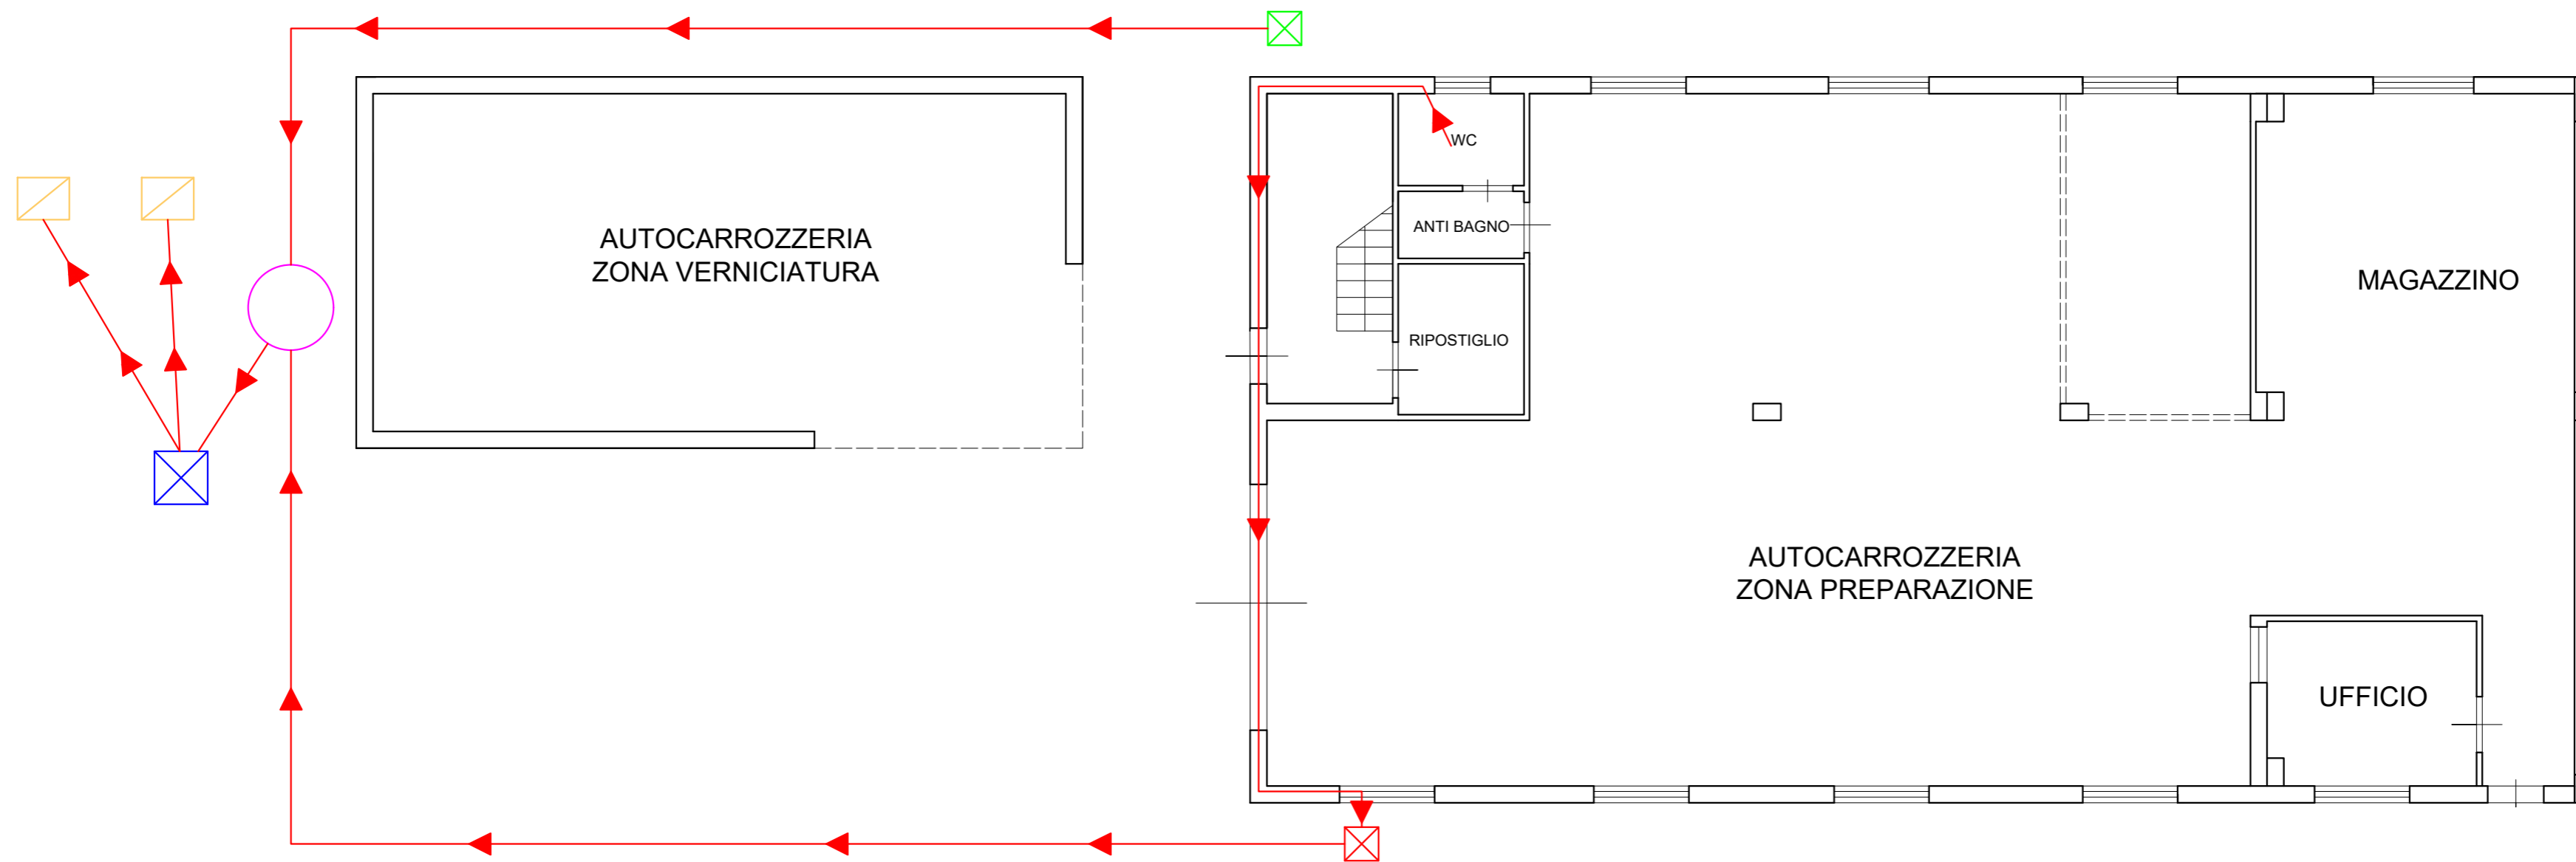 WC
ANTI BAGNO
RIPOSTIGLIO
AUTOCARROZZERIA
ZONA VERNICIATURA
MAGAZZINO
AUTOCARROZZERIA
ZONA PREPARAZIONE
UFFICIO